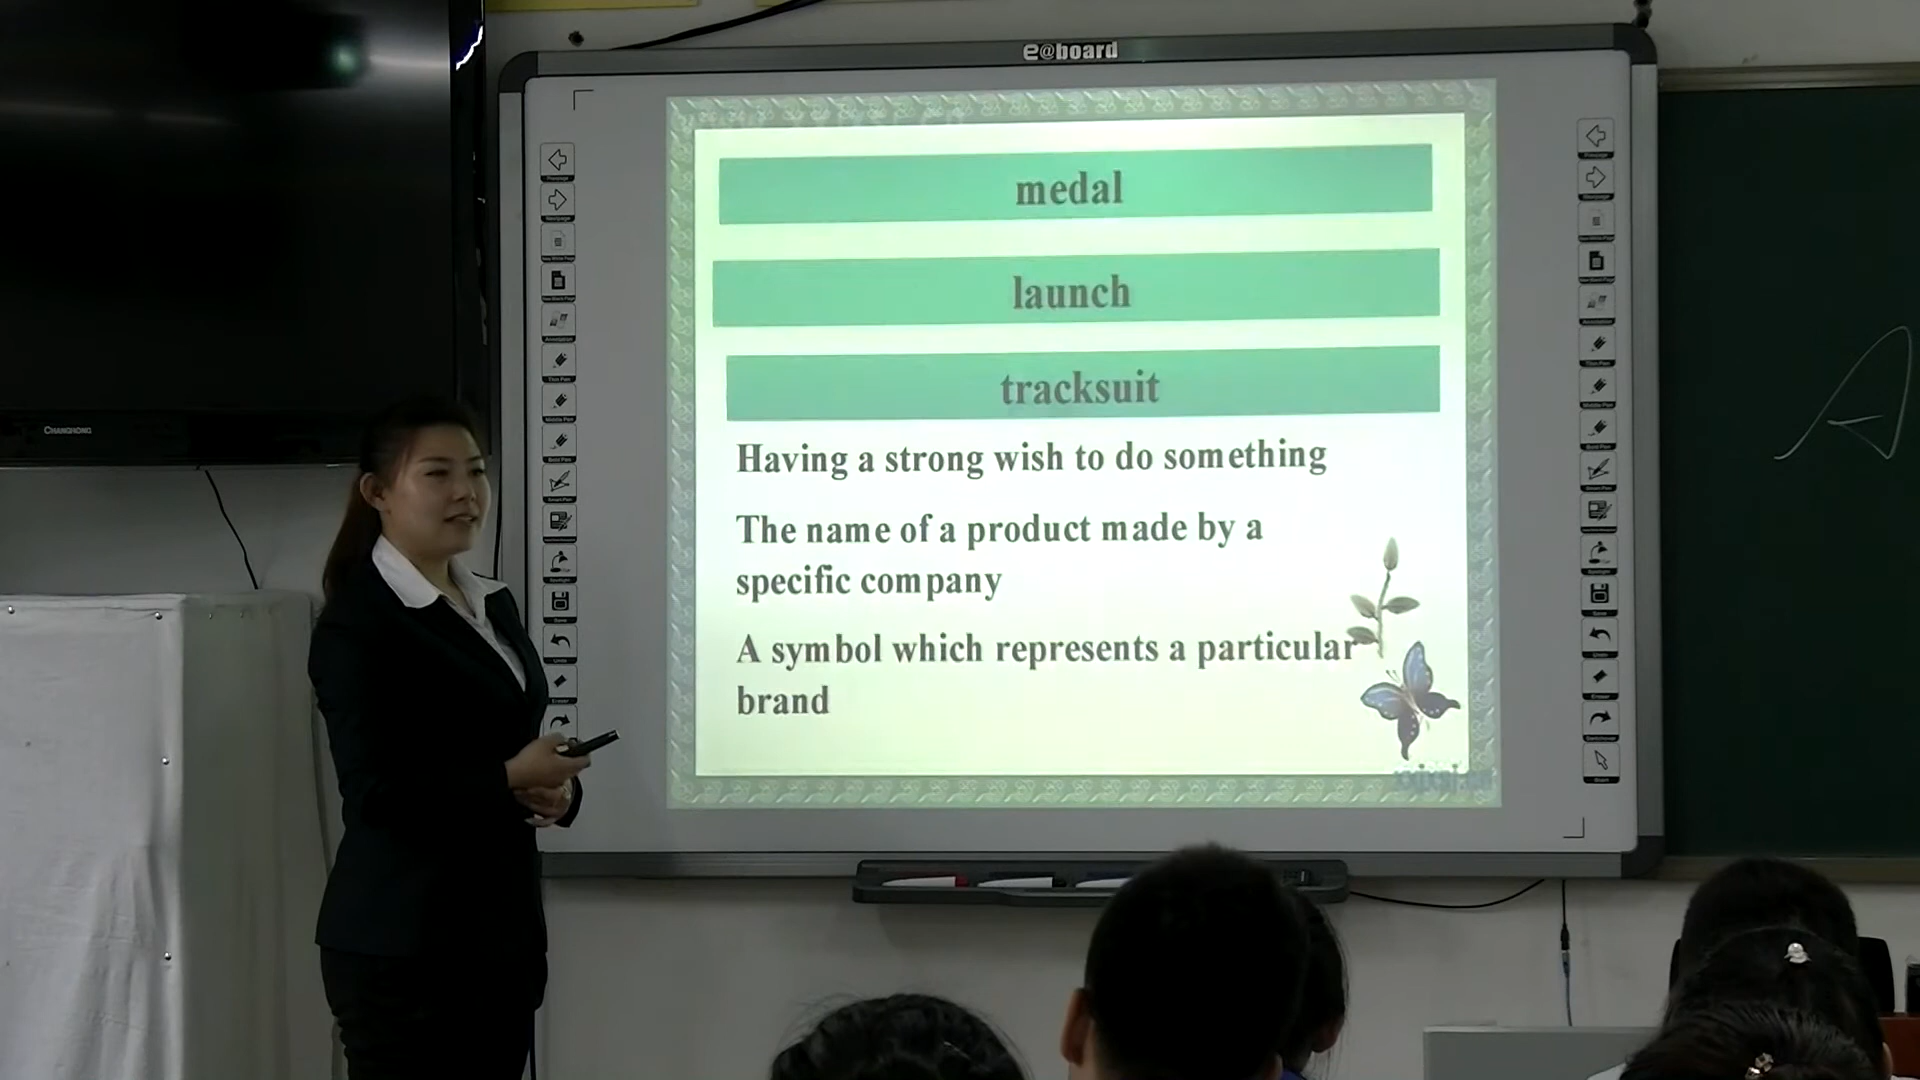 e@board
CHANGHONG
medal
launch
tracksuit
Having a strong wish to do something
The name of a product made by a
specific company
A symbol which represents a particular
brand
A